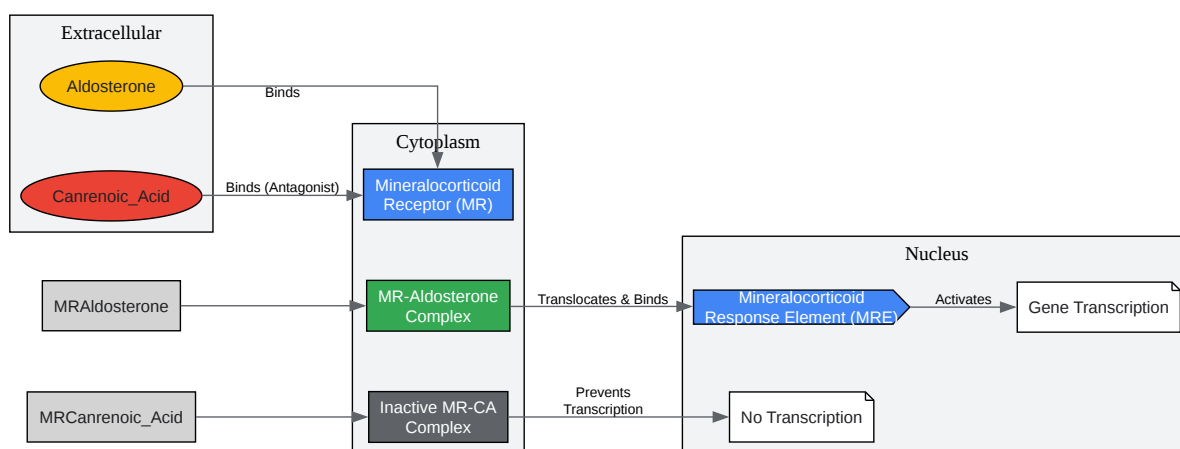 Extracellular
Aldosterone
Binds
Cytoplasm
Canrenoic_Acid
Binds (Antagonist)
Mineralocorticoid
Receptor (MR)
Nucleus
MRAldosterone
MR-Aldosterone
Complex
Translocates & Binds
Mineralocorticoid
Response Element (MRE)
Activates
Gene Transcription
MRCanrenoic_Acid
Inactive MR-CA
Complex
Prevents
Transcription
No Transcription